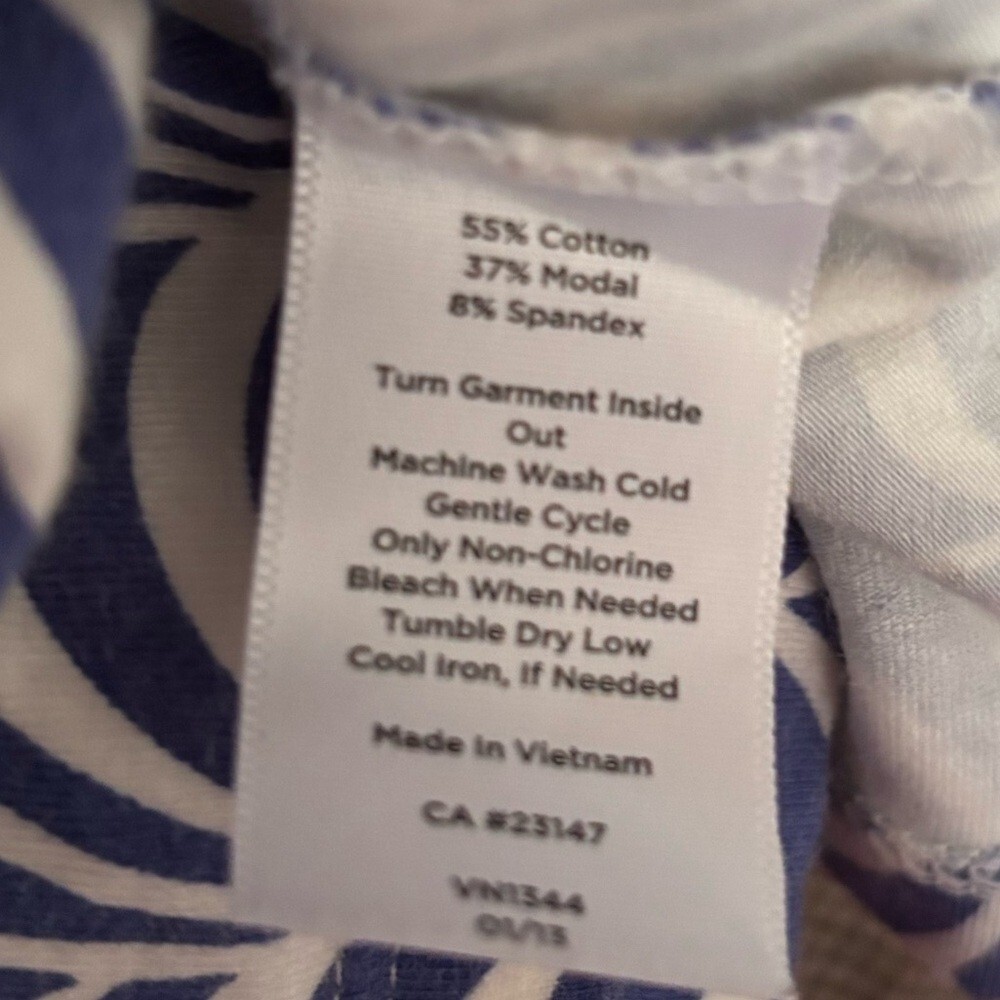 55% Cotton
37% Modal
8% Spandex
Turn Garment Inside
Out
Machine Wash Cold
Gentle Cycle
Only Non-Chlorine
Bleach When Needed
Tumble Dry Low
Cool Iron, If Needed
Made In Vietnam
CA #23147
VN1344
01/15